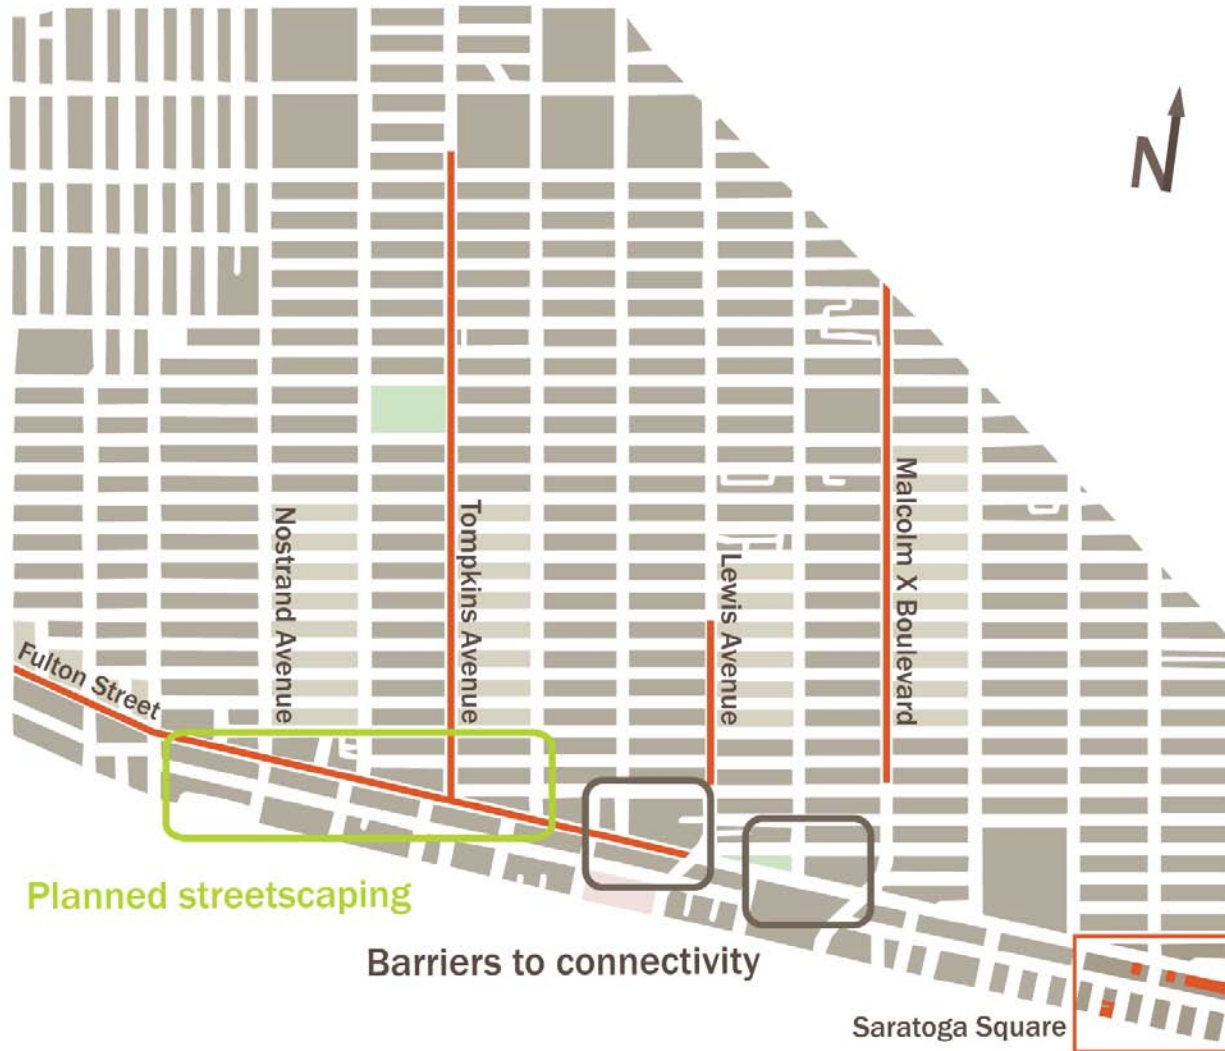 N
Malcolm X Boulevard
Tompkins Avenue
Nostrand Avenue
Lewis Avenue
Fulton Street
Planned streetscaping
Barriers to connectivity
Saratoga Square